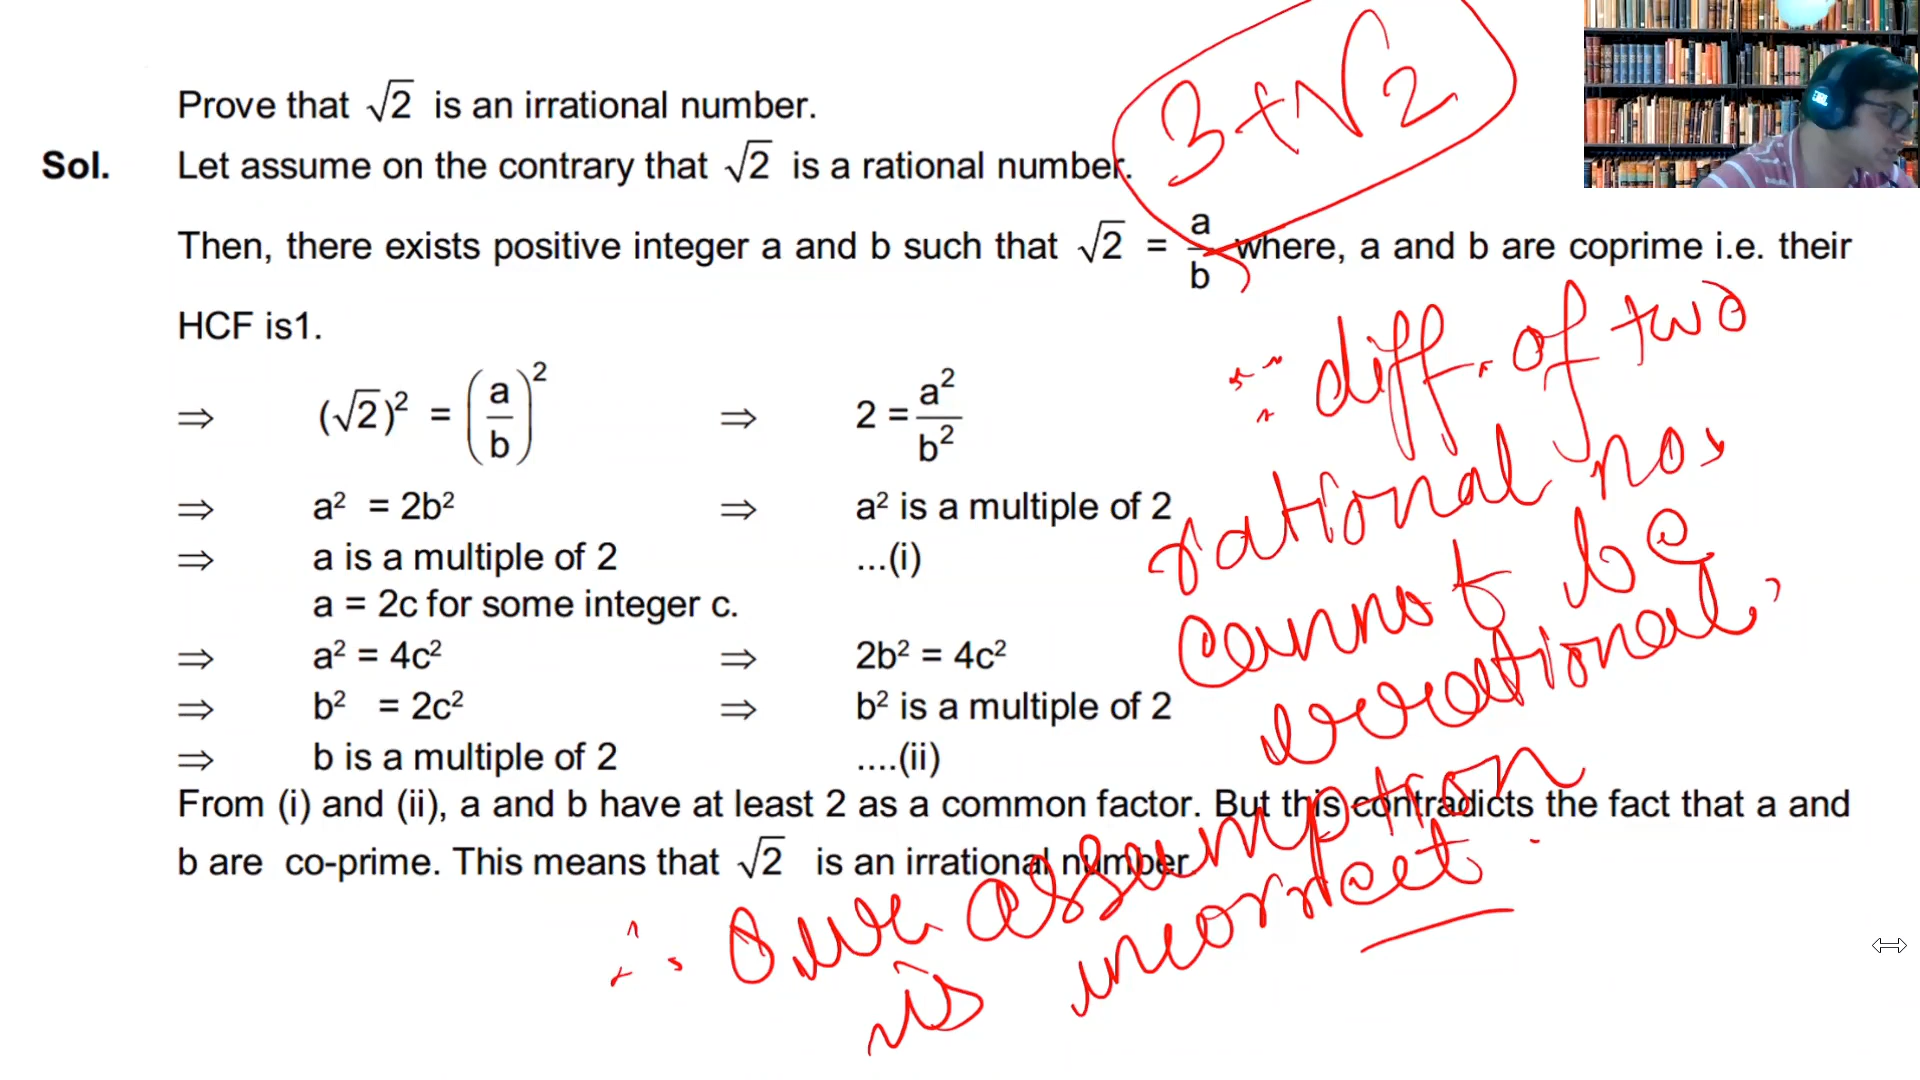 Prove that √2 is an irrational number.
Sol. Let assume on the contrary that √2 is a rational number.
Then, there exists positive integer a and b such that √2 = a/b where, a and b are coprime i.e. their
HCF is1.
⇒ (√2)² = (a/b)² ⇒ 2 = a²/b²
⇒ a² = 2b² ⇒ a² is a multiple of 2
⇒ a is a multiple of 2 ...(i)
a = 2c for some integer c.
⇒ a² = 4c² ⇒ 2b² = 4c²
⇒ b² = 2c² ⇒ b² is a multiple of 2
⇒ b is a multiple of 2 ....(ii)
From (i) and (ii), a and b have at least 2 as a common factor. But this contradicts the fact that a and
b are co-prime. This means that √2 is an irrational number.
3+√2
∵ diff. of two
rational nos
cannot be
irrational,
∴ Our assumption
is incorrect.